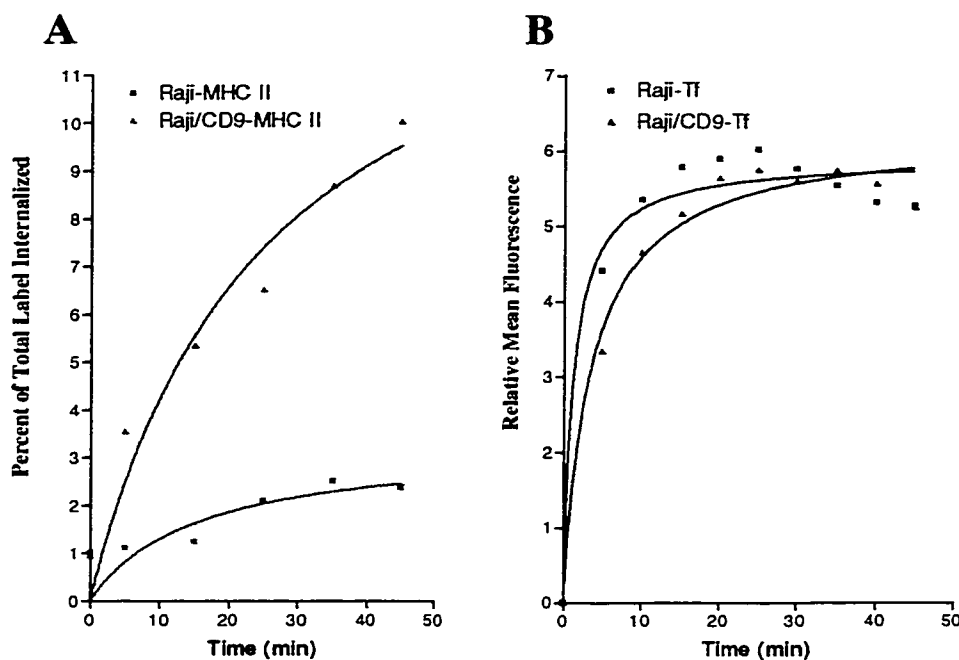 A
Raji-MHC II
Raji/CD9-MHC II
Percent of Total Label Internalized
11
10
9
8
7
6
5
4
3
2
1
0
0 10 20 30 40 50
Time (min)
B
Raji-Tf
Raji/CD9-Tf
Relative Mean Fluorescence
7
6
5
4
3
2
1
0
0 10 20 30 40 50
Time (min)